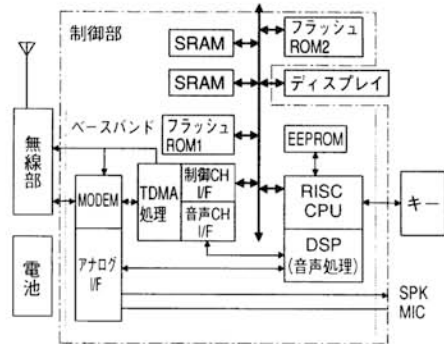 制御部
SRAM
フラッシュ
ROM2
SRAM
ディスプレイ
ベースバンド
フラッシュ
ROM1
EEPROM
無線部
MODEM
TDMA
処理
制御CH
I/F
音声CH
I/F
RISC
CPU
キー
電池
アナログ
I/F
DSP
(音声処理)
SPK
MIC